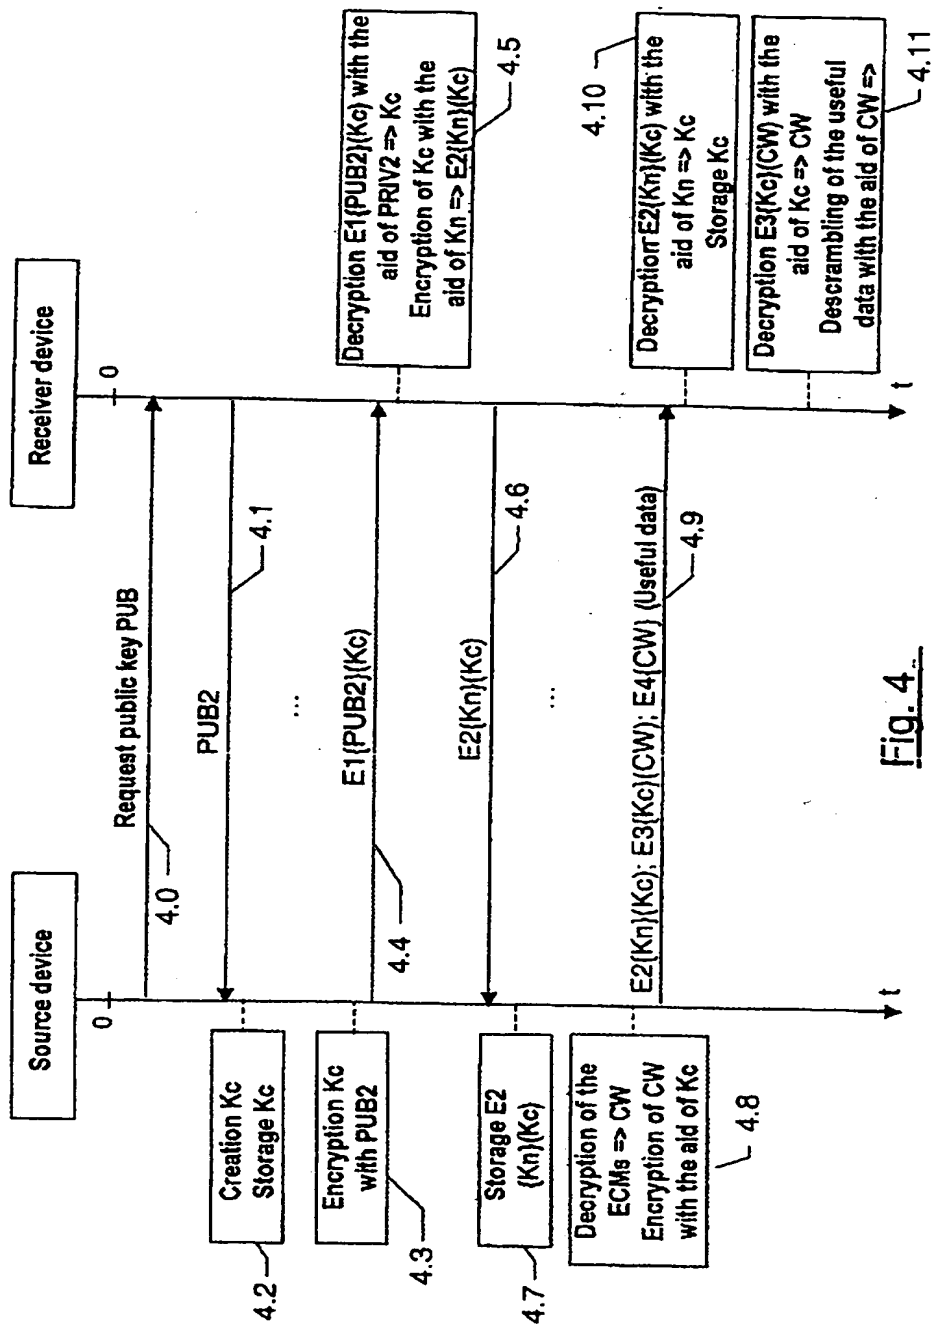 Source device
Receiver device
0
0
Request public key PUB
4.0
PUB2
4.1
Creation Kc
Storage Kc
4.2
...
Encryption Kc
with PUB2
4.3
E1{PUB2}(Kc)
4.4
Decryption E1{PUB2}(Kc) with the
aid of PRIV2 => Kc
Encryption of Kc with the
aid of Kn => E2{Kn}(Kc)
4.5
E2{Kn}(Kc)
4.6
Storage E2
{Kn}(Kc)
4.7
...
Decryption of the
ECMs => CW
Encryption of CW
with the aid of Kc
4.8
E2{Kn}(Kc); E3{Kc}(CW); E4{CW} (Useful data)
4.9
Decryption E2{Kn}(Kc) with the
aid of Kn => Kc
Storage Kc
4.10
Decryption E3{Kc}(CW) with the
aid of Kc => CW
Descrambling of the useful
data with the aid of CW =>
4.11
t
t
Fig. 4